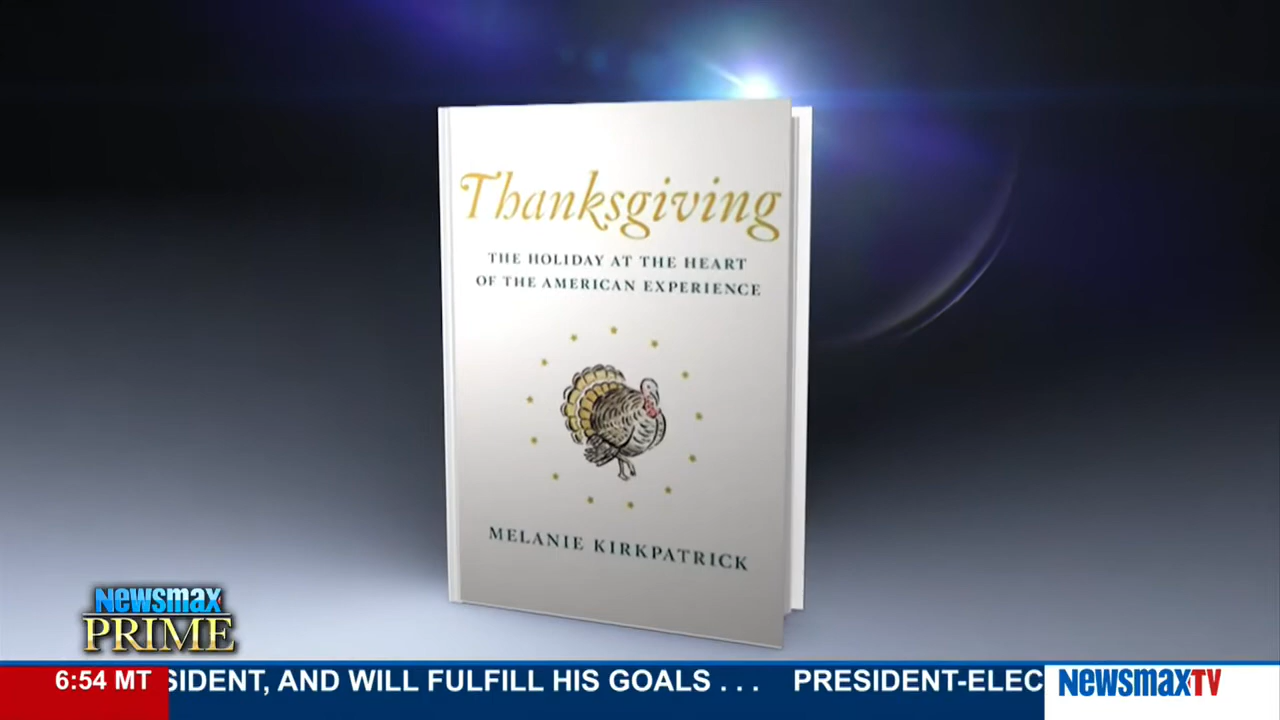 Thanksgiving
THE HOLIDAY AT THE HEART
OF THE AMERICAN EXPERIENCE
MELANIE KIRKPATRICK
Newsmax
PRIME
6:54 MT
SIDENT, AND WILL FULFILL HIS GOALS . . . PRESIDENT-ELEC
NEWSMAXTV